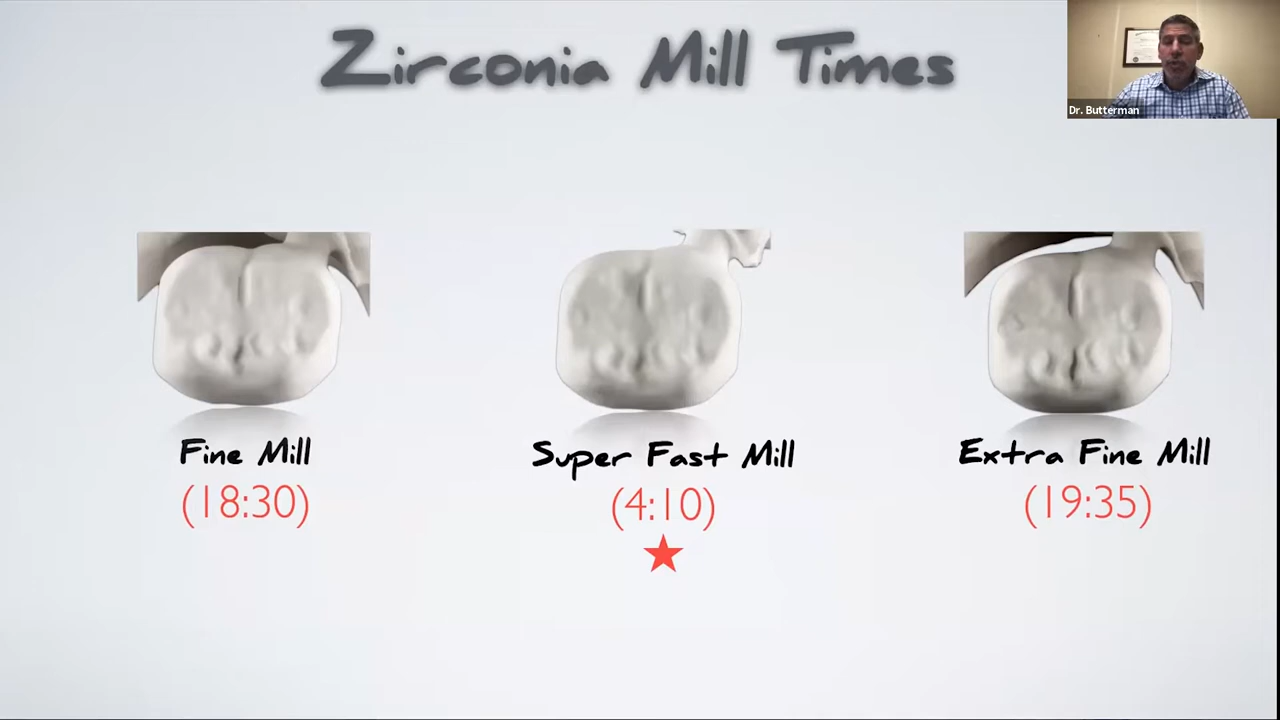 Zirconia Mill Times
Dr. Butterman
Fine Mill
(18:30)
Super Fast Mill
(4:10)
Extra Fine Mill
(19:35)